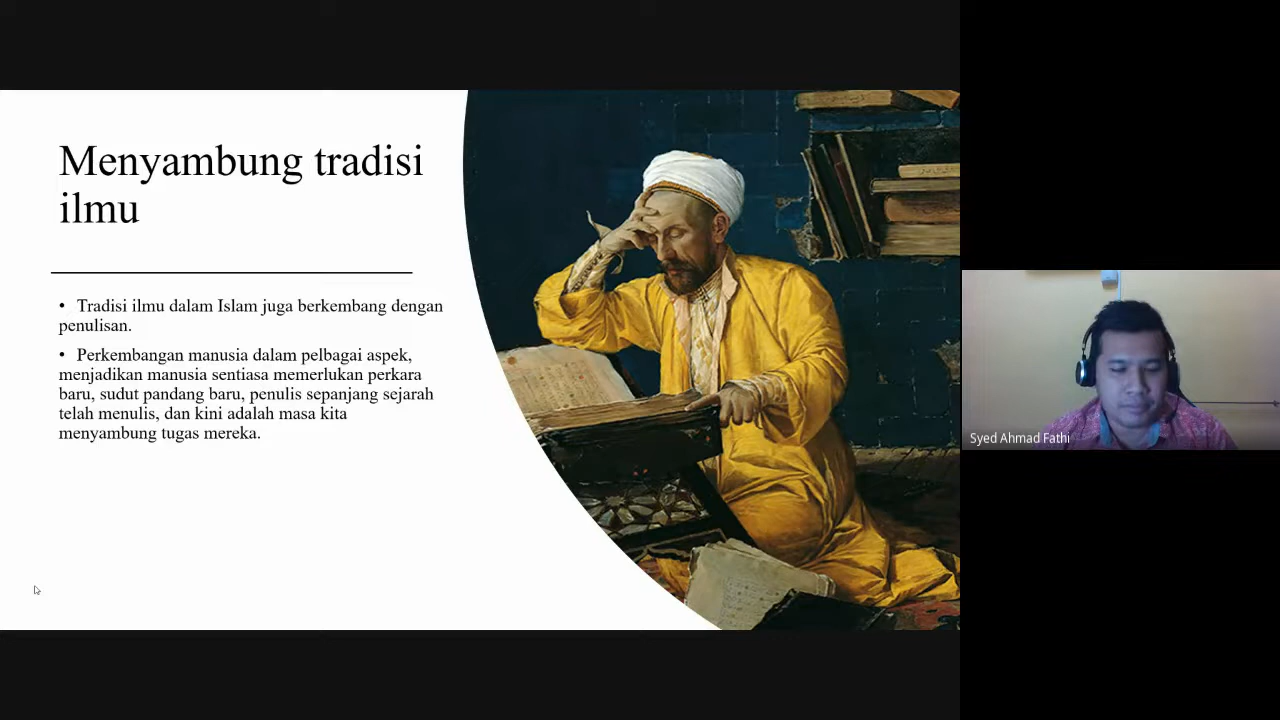 Menyambung tradisi
ilmu
• Tradisi ilmu dalam Islam juga berkembang dengan
penulisan.
• Perkembangan manusia dalam pelbagai aspek,
menjadikan manusia sentiasa memerlukan perkara
baru, sudut pandang baru, penulis sepanjang sejarah
telah menulis, dan kini adalah masa kita
menyambung tugas mereka.
Syed Ahmad Fathi